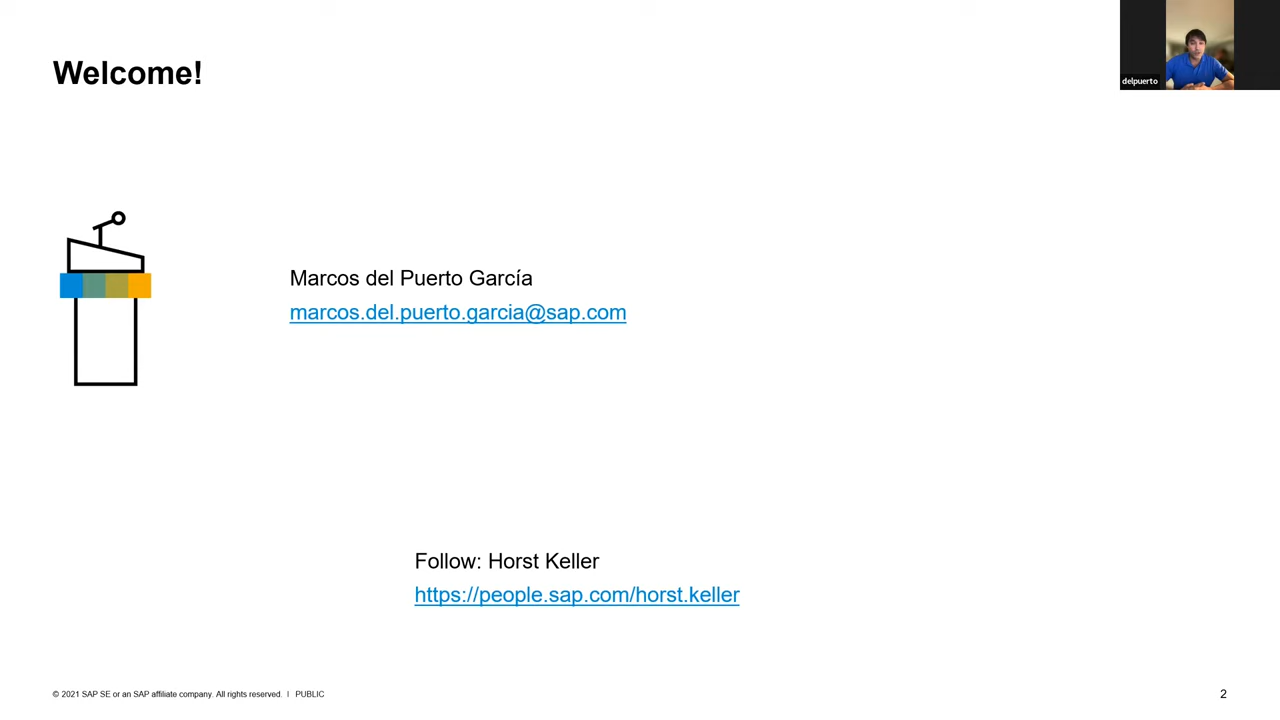 Welcome!
delpuerto
Marcos del Puerto García
marcos.del.puerto.garcia@sap.com
Follow: Horst Keller
https://people.sap.com/horst.keller
© 2021 SAP SE or an SAP affiliate company. All rights reserved. I PUBLIC
2